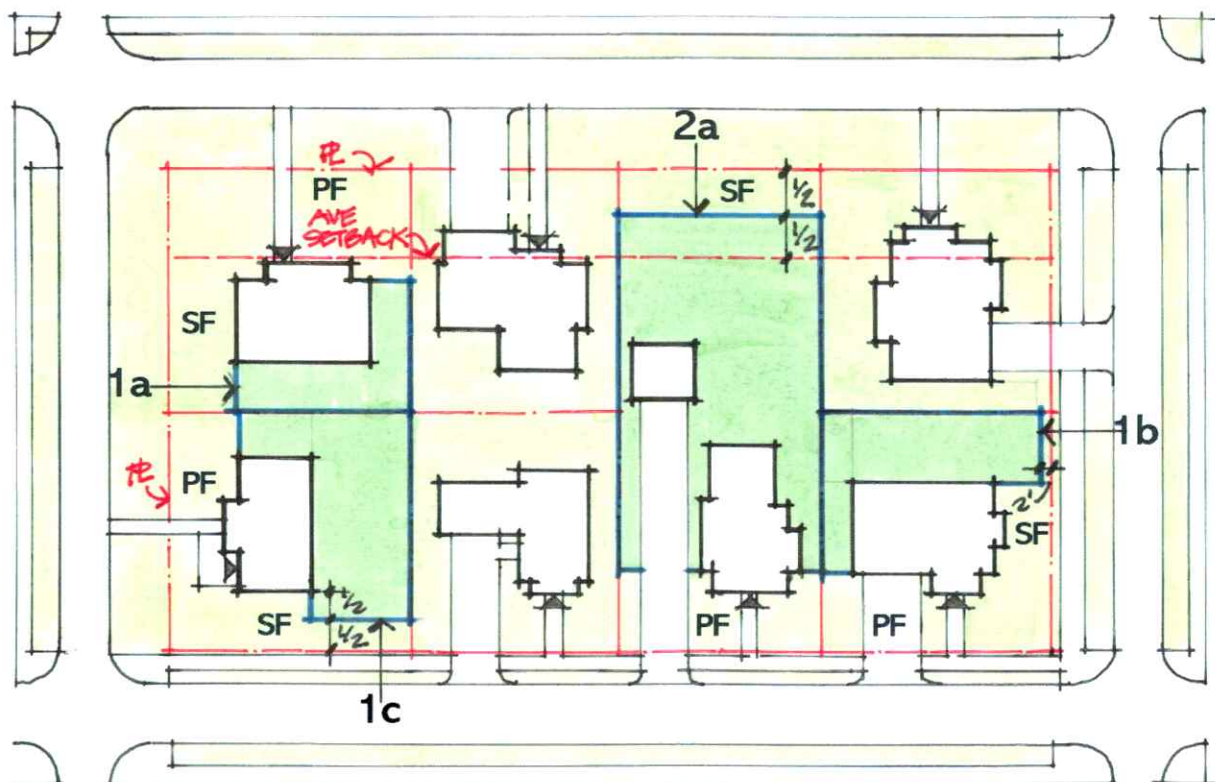 2a
PL
PF
SF
1/2
AVE
SETBACK
1/2
SF
1a
1b
PL
PF
2'
SF
SF
1/2
1/2
PF
PF
1c